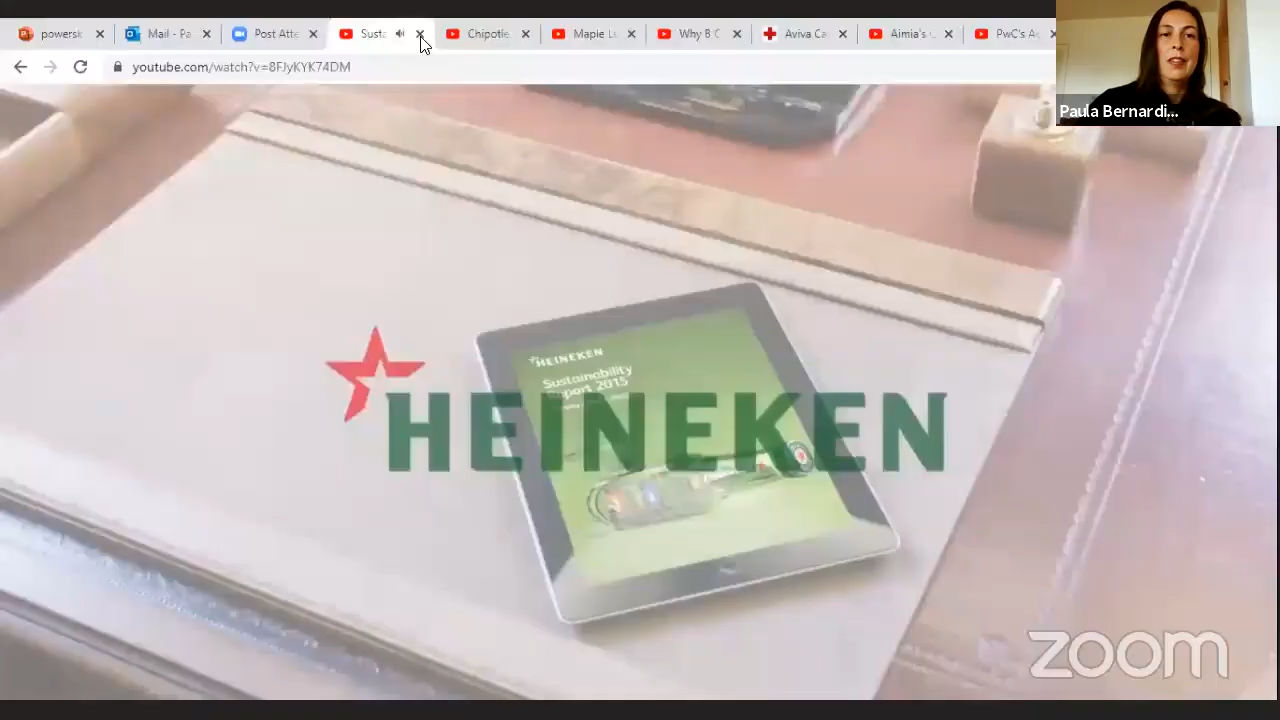 powersk
Mail - Pa
Post Atte
Susta
Chipotle
Maple Le
Why B C
Aviva Ca
Aimia's
PwC's A
youtube.com/watch?v=8FJyKYK74DM
Paula Bernardi...
HEINEKEN
Sustainability
Report 2015
HEINEKEN
zoom